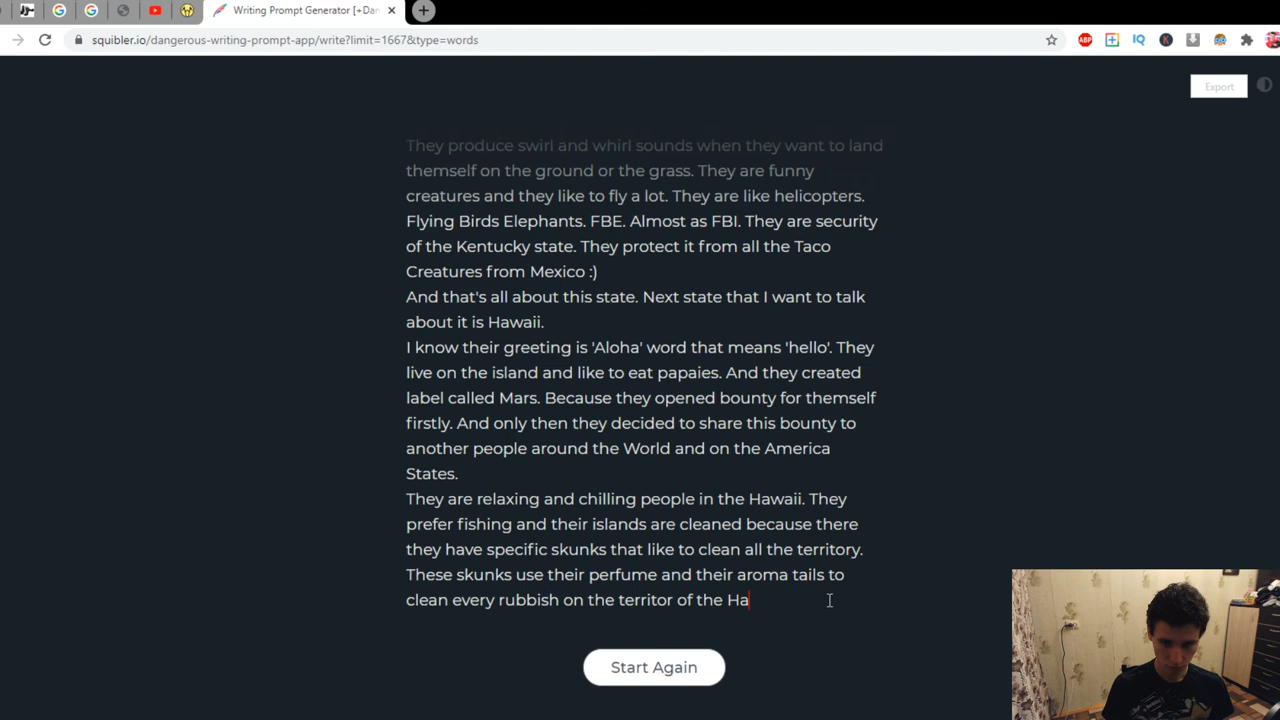 Writing Prompt Generator [+Dan
squibler.io/dangerous-writing-prompt-app/write?limit=1667&type=words
ABP
IQ
K
Export
They produce swirl and whirl sounds when they want to land
themself on the ground or the grass. They are funny
creatures and they like to fly a lot. They are like helicopters.
Flying Birds Elephants. FBE. Almost as FBI. They are security
of the Kentucky state. They protect it from all the Taco
Creatures from Mexico :)
And that's all about this state. Next state that I want to talk
about it is Hawaii.
I know their greeting is 'Aloha' word that means 'hello'. They
live on the island and like to eat papaies. And they created
label called Mars. Because they opened bounty for themself
firstly. And only then they decided to share this bounty to
another people around the World and on the America
States.
They are relaxing and chilling people in the Hawaii. They
prefer fishing and their islands are cleaned because there
they have specific skunks that like to clean all the territory.
These skunks use their perfume and their aroma tails to
clean every rubbish on the territor of the Ha
Start Again